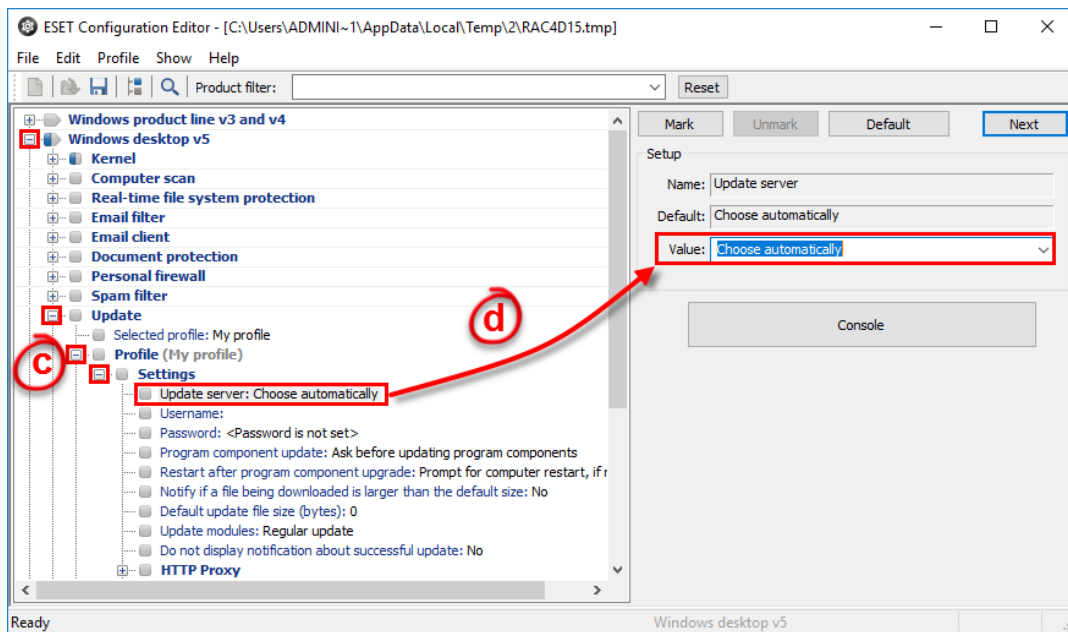 ESET Configuration Editor - [C:\Users\ADMINI~1\AppData\Local\Temp\2\RAC4D15.tmp]
File Edit Profile Show Help
Product filter: Reset
Windows product line v3 and v4
Windows desktop v5
Kernel
Computer scan
Real-time file system protection
Email filter
Email client
Document protection
Personal firewall
Spam filter
Update
Selected profile: My profile
Profile (My profile)
Settings
Update server: Choose automatically
Username:
Password: <Password is not set>
Program component update: Ask before updating program components
Restart after program component upgrade: Prompt for computer restart, if r
Notify if a file being downloaded is larger than the default size: No
Default update file size (bytes): 0
Update modules: Regular update
Do not display notification about successful update: No
HTTP Proxy
c
d
Mark Unmark Default Next
Setup
Name: Update server
Default: Choose automatically
Value: Choose automatically
Console
Ready Windows desktop v5